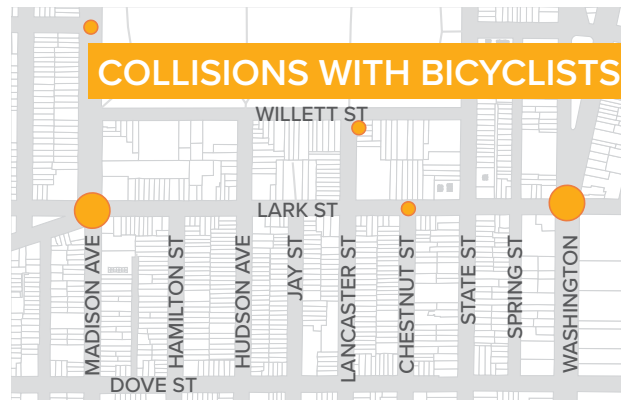 COLLISIONS WITH BICYCLISTS
WILLETT ST
LARK ST
MADISON AVE
HAMILTON ST
HUDSON AVE
JAY ST
LANCASTER ST
CHESTNUT ST
STATE ST
SPRING ST
WASHINGTON
DOVE ST